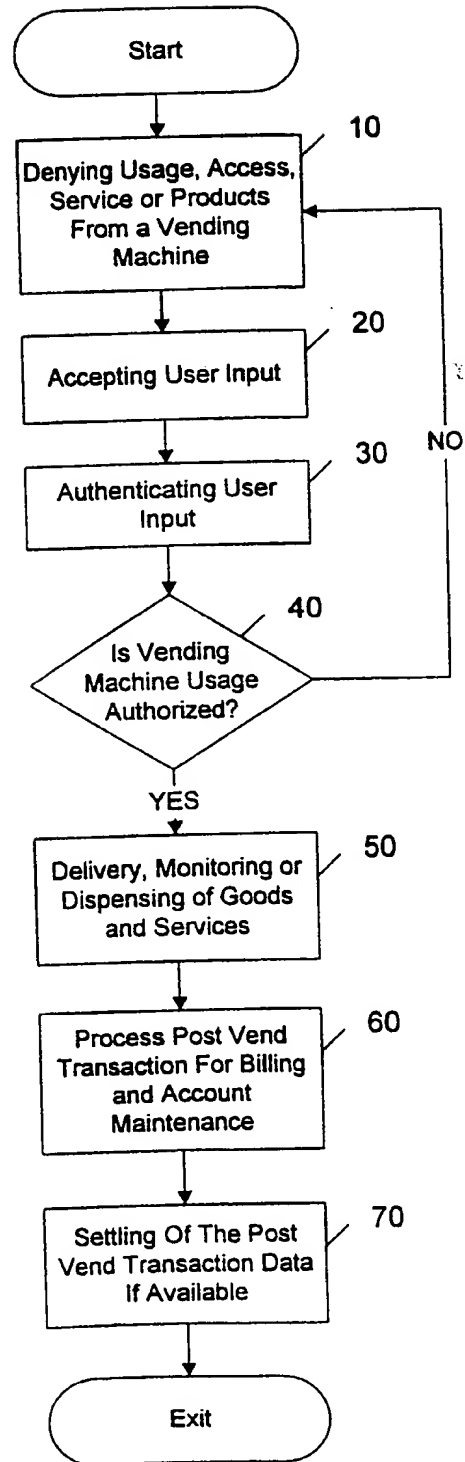 Start
10
Denying Usage, Access,
Service or Products
From a Vending
Machine
20
Accepting User Input
NO
30
Authenticating User
Input
40
Is Vending
Machine Usage
Authorized?
YES
50
Delivery, Monitoring or
Dispensing of Goods
and Services
60
Process Post Vend
Transaction For Billing
and Account
Maintenance
70
Settling Of The Post
Vend Transaction Data
If Available
Exit